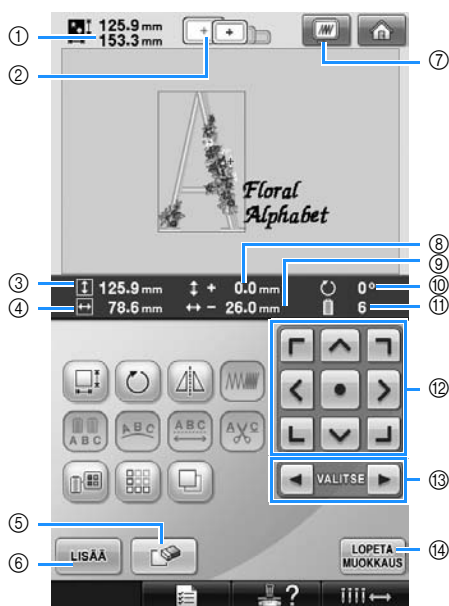 ① 125.9 mm
153.3 mm
②
⑦
Floral
Alphabet
⑧
⑨
③ 125.9 mm + 0.0 mm 0° ⑩
④ 78.6 mm - 26.0 mm 6 ⑪
⑫
A B C
A B C
A B C
A B C
VALITSE ⑬
⑤
⑥ LISÄÄ
LOPETA ⑭
MUOKKAUS
?